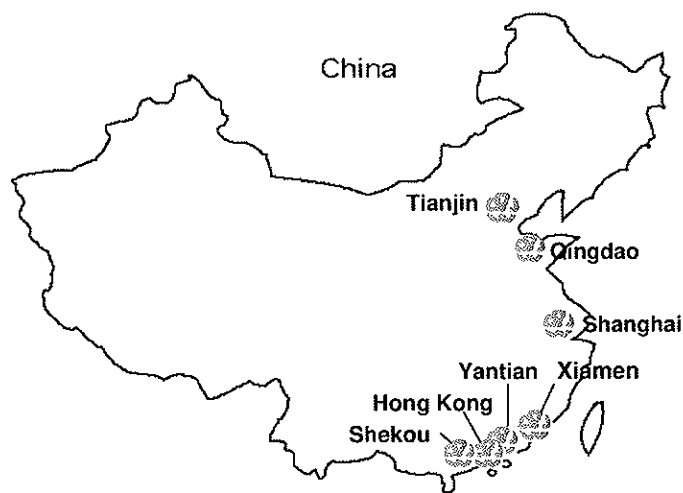 China
Tianjin
Qingdao
Shanghai
Yantian
Xiamen
Hong Kong
Shekou